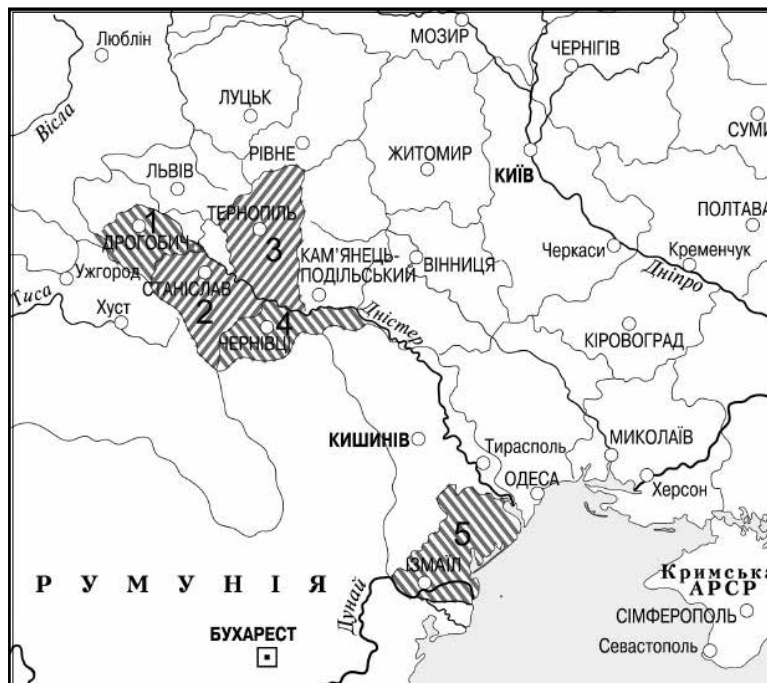 МОЗИР
ЧЕРНІГІВ
Люблін
Вісла
ЛУЦЬК
СУМИ
РІВНЕ
ЖИТОМИР
КИЇВ
ЛЬВІВ
1
ДРОГОБИЧ
ТЕРНОПІЛЬ
3
ПОЛТАВА
КАМ’ЯНЕЦЬ-
ПОДІЛЬСЬКИЙ
ВІННИЦЯ
Черкаси
Кременчук
Дніпро
Ужгород
СТАНІСЛАВ
2
Тиса
Хуст
4
ЧЕРНІВЦІ
Дністер
КІРОВОГРАД
КИШИНІВ
Тирасполь
МИКОЛАЇВ
ОДЕСА
Херсон
5
ІЗМАЇЛ
РУМУНІЯ
Дунай
Кримська
АРСР
СІМФЕРОПОЛЬ
БУХАРЕСТ
Севастополь